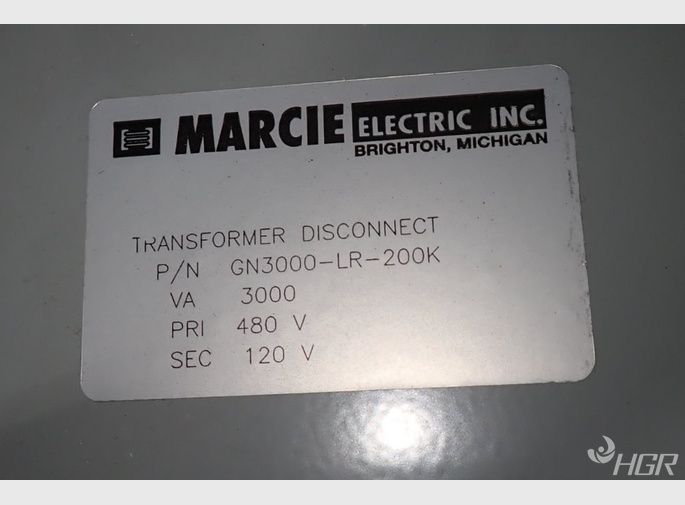 MARCIE ELECTRIC INC.
BRIGHTON, MICHIGAN
TRANSFORMER DISCONNECT
P/N GN3000-LR-200K
VA 3000
PRI 480 V
SEC 120 V
HGR